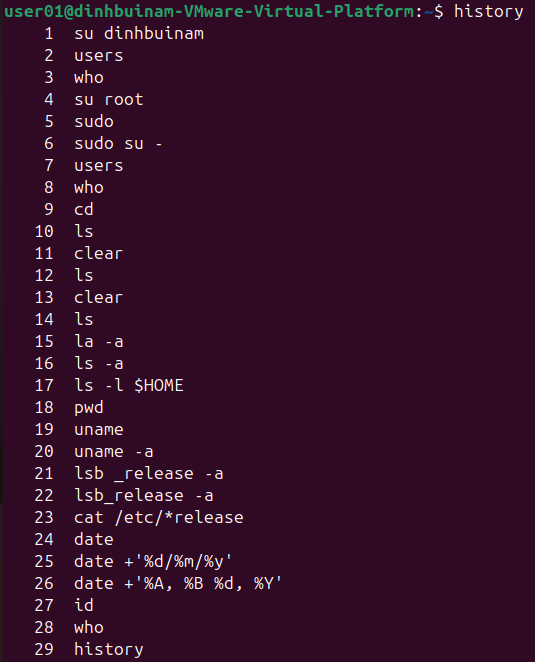 user01@dinhbuinam-VMware-Virtual-Platform:~$ history
1 su dinhbuinam
2 users
3 who
4 su root
5 sudo
6 sudo su -
7 users
8 who
9 cd
10 ls
11 clear
12 ls
13 clear
14 ls
15 la -a
16 ls -a
17 ls -l $HOME
18 pwd
19 uname
20 uname -a
21 lsb _release -a
22 lsb_release -a
23 cat /etc/*release
24 date
25 date +'%d/%m/%y'
26 date +'%A, %B %d, %Y'
27 id
28 who
29 history